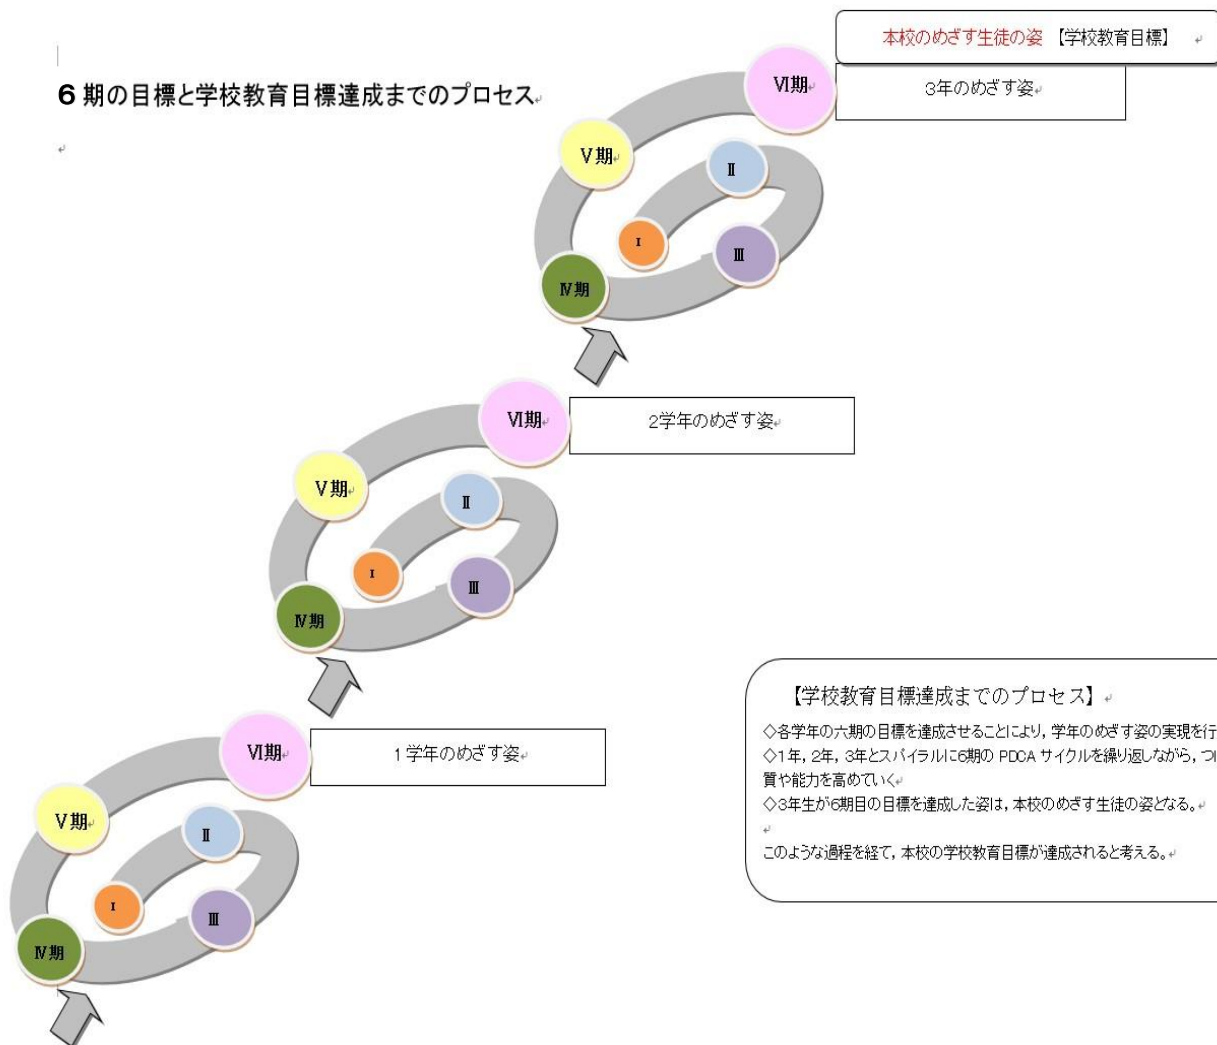 本校のめざす生徒の姿 【学校教育目標】
6期の目標と学校教育目標達成までのプロセス
Ⅵ期
3年のめざす姿
Ⅴ期
Ⅱ
Ⅰ
Ⅲ
Ⅳ期
Ⅵ期
2学年のめざす姿
Ⅴ期
Ⅱ
Ⅰ
Ⅲ
Ⅳ期
Ⅵ期
1学年のめざす姿
Ⅴ期
Ⅱ
Ⅰ
Ⅲ
Ⅳ期
【学校教育目標達成までのプロセス】
◇各学年の六期の目標を達成させることにより，学年のめざす姿の実現を行
◇1年，2年，3年とスパイラルに6期の PDCA サイクルを繰り返しながら，つ
質や能力を高めていく
◇3年生が6期目の目標を達成した姿は，本校のめざす生徒の姿となる。
このような過程を経て，本校の学校教育目標が達成されると考える。